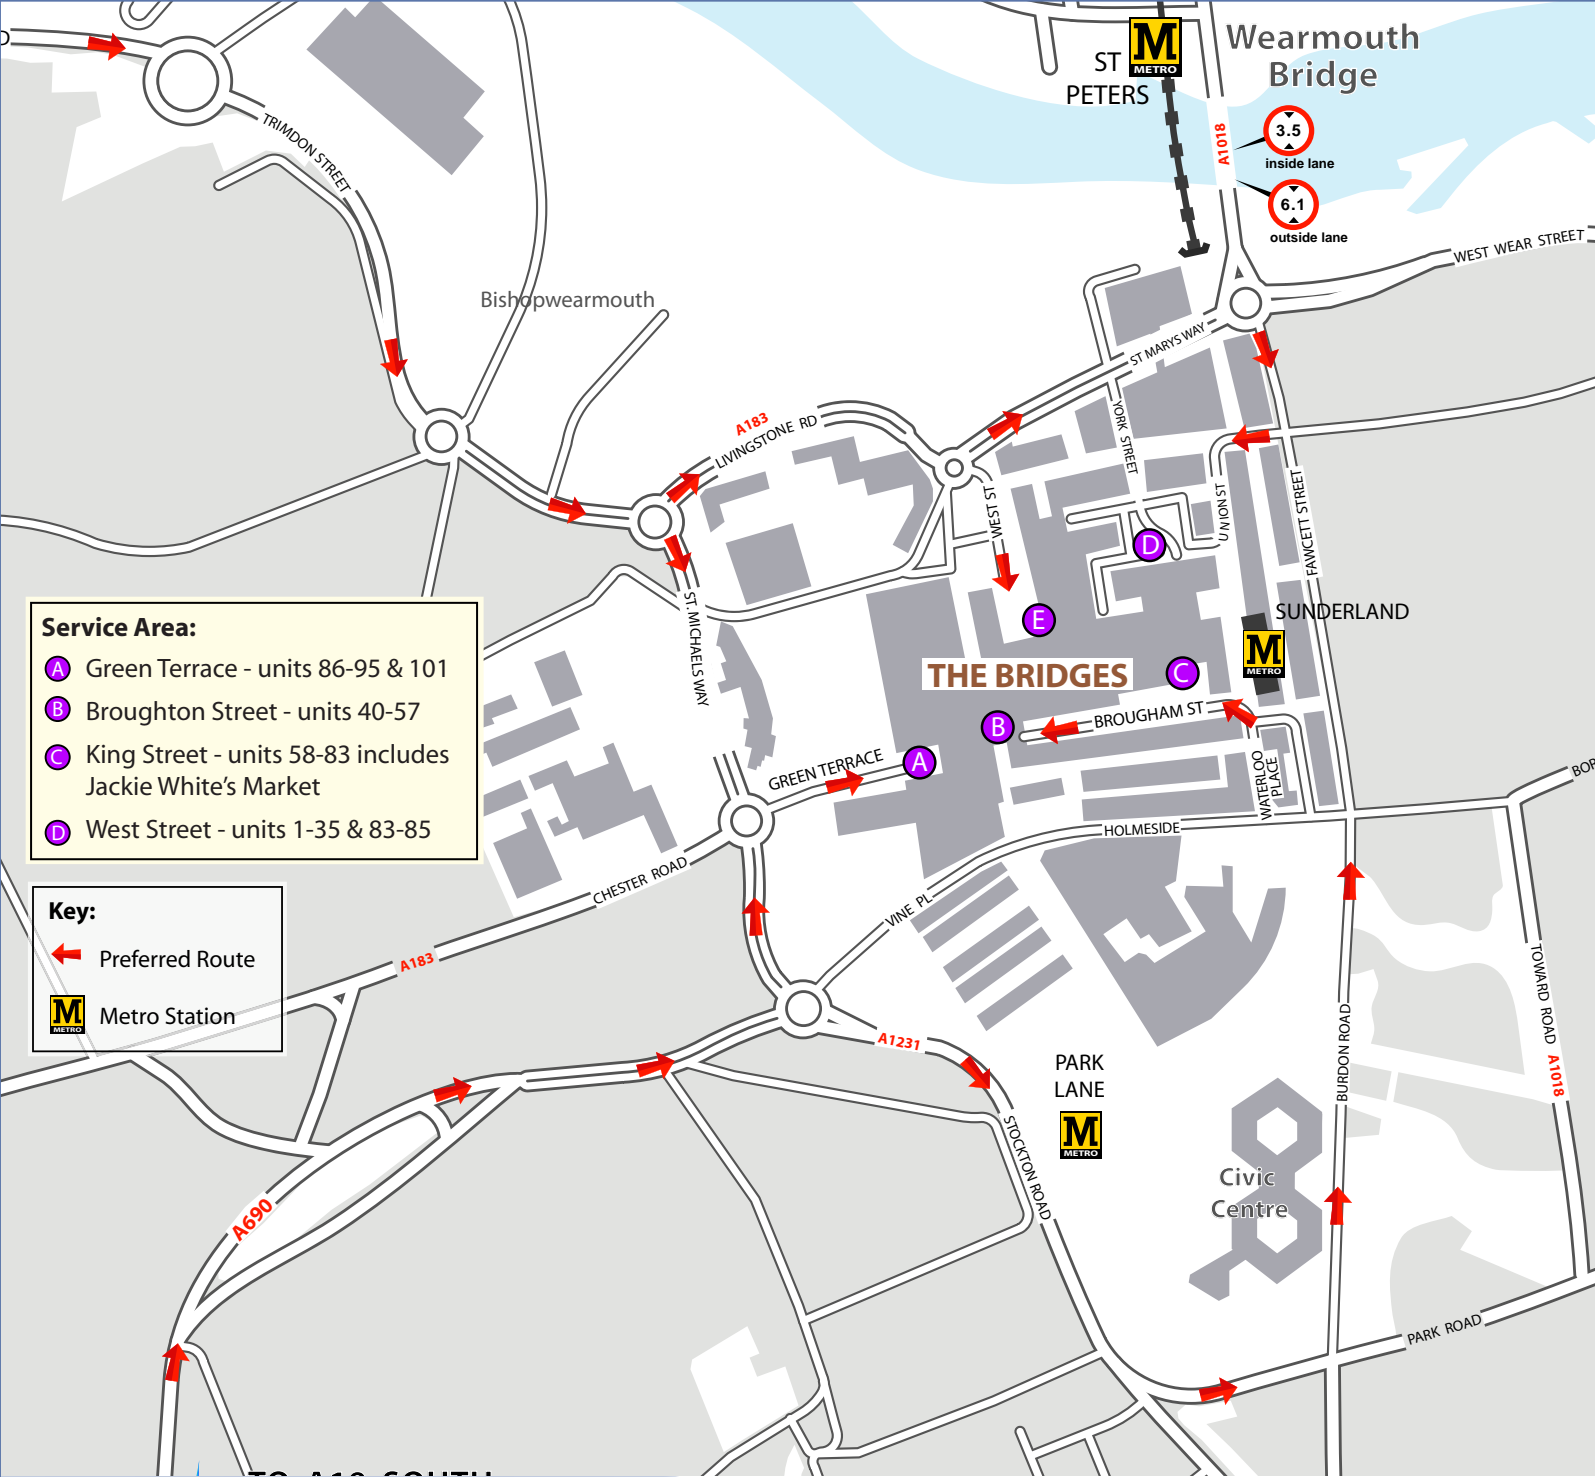 Wearmouth
Bridge
M
METRO
ST
PETERS
A1018
3.5
inside lane
6.1
outside lane
TRIMDON STREET
WEST WEAR STREET
Bishopwearmouth
ST MARYS WAY
A183
LIVINGSTONE RD
YORK STREET
WEST ST
UNION ST
FAWCETT STREET
D
E
SUNDERLAND
M
METRO
THE BRIDGES
C
B
BROUGHAM ST
A
GREEN TERRACE
ST. MICHAELS WAY
WATERLOO
PLACE
HOLMESIDE
CHESTER ROAD
VINE PL
A183
Service Area:
A Green Terrace - units 86-95 & 101
B Broughton Street - units 40-57
C King Street - units 58-83 includes
Jackie White's Market
D West Street - units 1-35 & 83-85
Key:
Preferred Route
M
METRO
Metro Station
A1231
PARK
LANE
M
METRO
STOCKTON ROAD
BURDON ROAD
TOWARD ROAD
A1018
Civic
Centre
A690
PARK ROAD